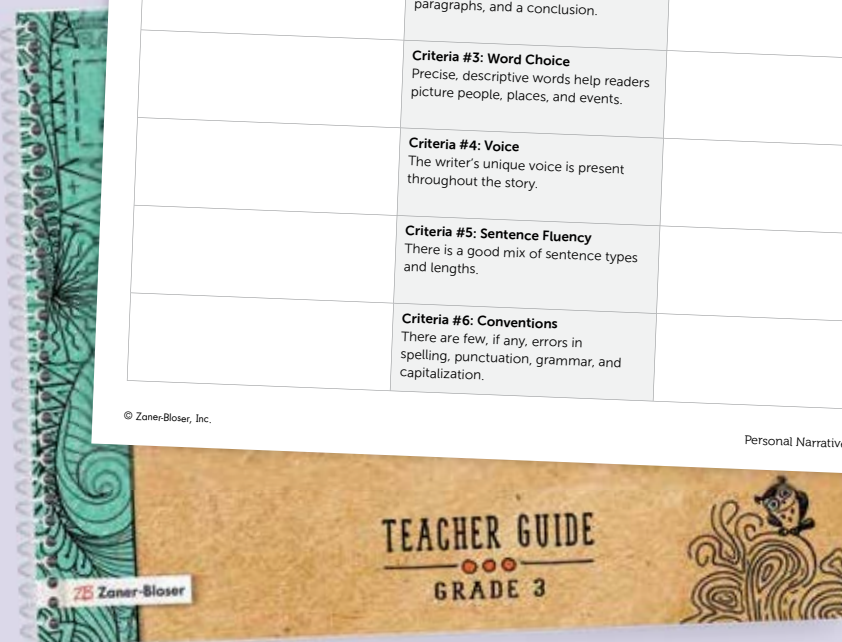 paragraphs, and a conclusion.
Criteria #3: Word Choice
Precise, descriptive words help readers
picture people, places, and events.
Criteria #4: Voice
The writer's unique voice is present
throughout the story.
Criteria #5: Sentence Fluency
There is a good mix of sentence types
and lengths.
Criteria #6: Conventions
There are few, if any, errors in
spelling, punctuation, grammar, and
capitalization.
© Zaner-Bloser, Inc.
Personal Narrative
TEACHER GUIDE
GRADE 3
ZB Zaner-Bloser